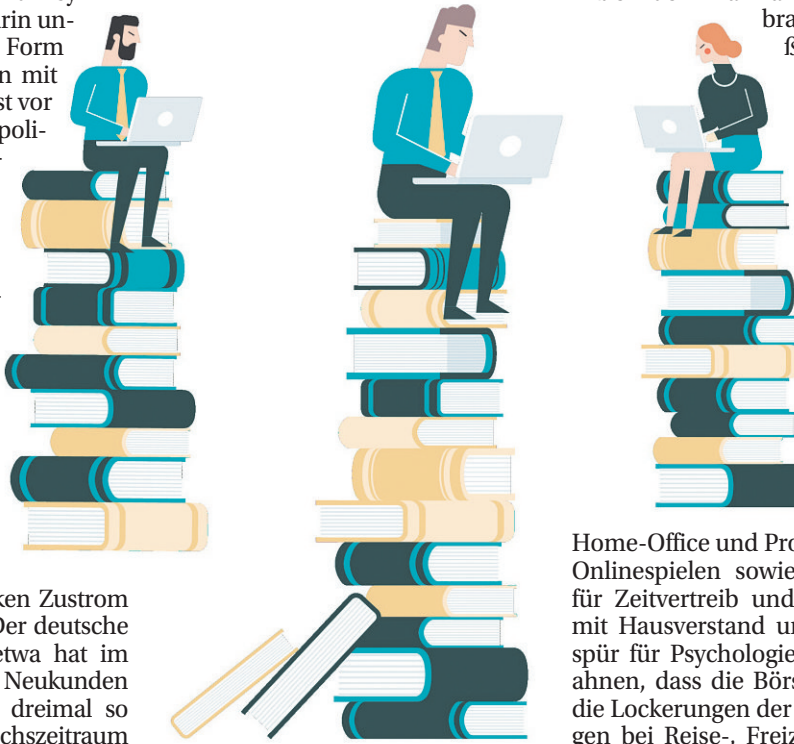 rin un-
Form
n mit
st vor
poli-
-
ken Zustrom
Der deutsche
etwa hat im
Neukunden
dreimal so
chszeitraum
bra
Home-Office und Pro
Onlinespielen sowie
für Zeitvertreib und
mit Hausverstand u
spür für Psychologie
ahnen, dass die Börs
die Lockerungen der
gen bei Reise-, Freiz